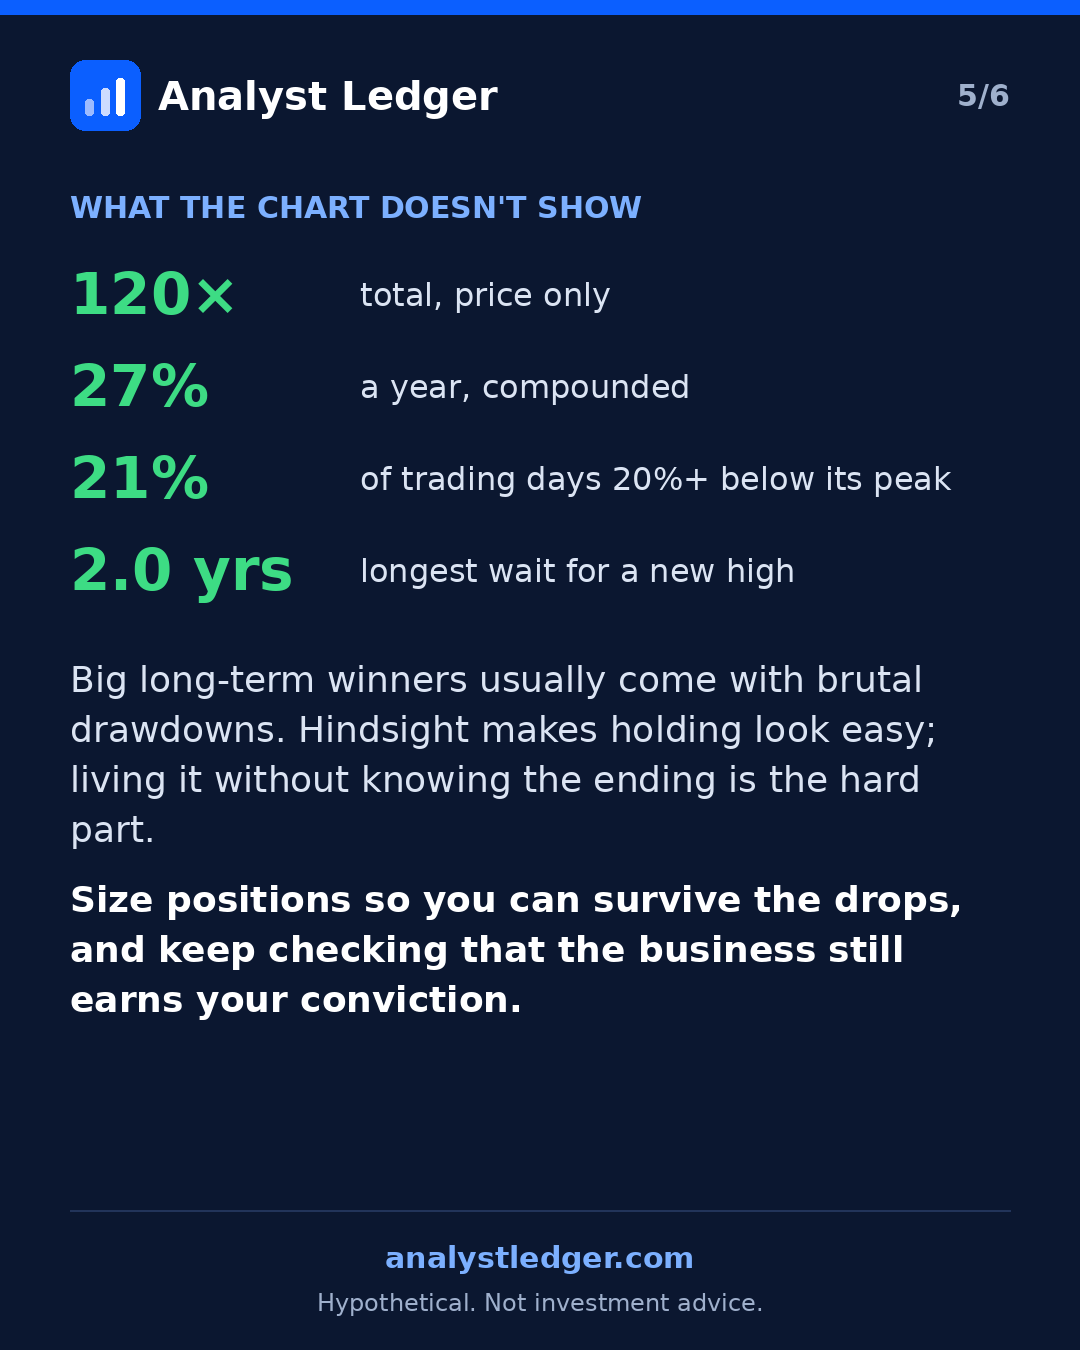 Analyst Ledger
5/6
WHAT THE CHART DOESN'T SHOW
120× total, price only
27% a year, compounded
21% of trading days 20%+ below its peak
2.0 yrs longest wait for a new high
Big long-term winners usually come with brutal
drawdowns. Hindsight makes holding look easy;
living it without knowing the ending is the hard
part.
Size positions so you can survive the drops,
and keep checking that the business still
earns your conviction.
analystledger.com
Hypothetical. Not investment advice.